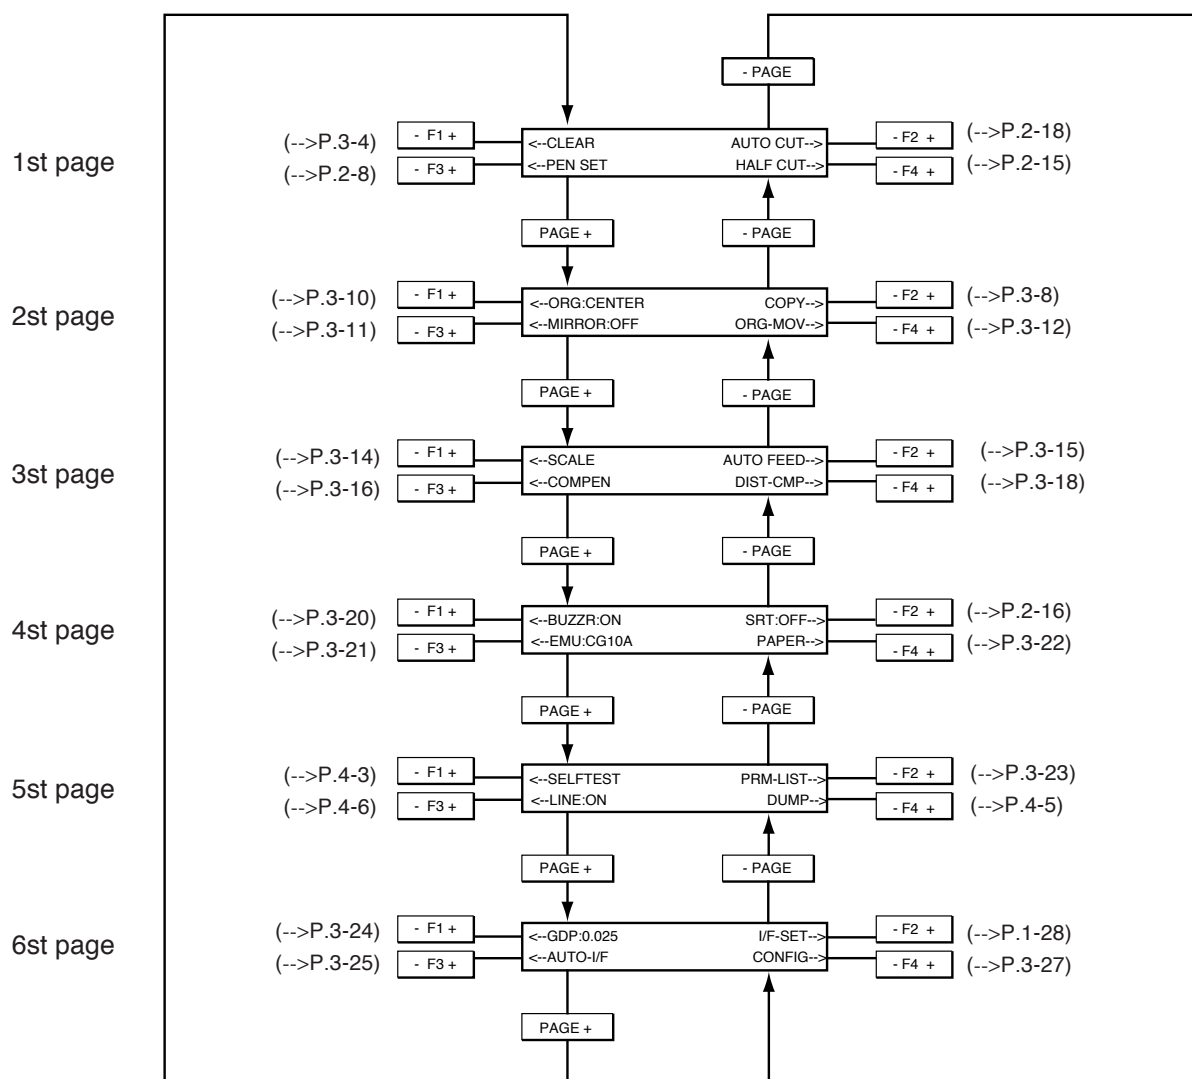 - PAGE
1st page
(-->P.3-4) - F1 + <--CLEAR AUTO CUT--> - F2 + (-->P.2-18)
(-->P.2-8) - F3 + <--PEN SET HALF CUT--> - F4 + (-->P.2-15)
PAGE + - PAGE
2st page
(-->P.3-10) - F1 + <--ORG:CENTER COPY--> - F2 + (-->P.3-8)
(-->P.3-11) - F3 + <--MIRROR:OFF ORG-MOV--> - F4 + (-->P.3-12)
PAGE + - PAGE
3st page
(-->P.3-14) - F1 + <--SCALE AUTO FEED--> - F2 + (-->P.3-15)
(-->P.3-16) - F3 + <--COMPEN DIST-CMP--> - F4 + (-->P.3-18)
PAGE + - PAGE
4st page
(-->P.3-20) - F1 + <--BUZZR:ON SRT:OFF--> - F2 + (-->P.2-16)
(-->P.3-21) - F3 + <--EMU:CG10A PAPER--> - F4 + (-->P.3-22)
PAGE + - PAGE
5st page
(-->P.4-3) - F1 + <--SELFTEST PRM-LIST--> - F2 + (-->P.3-23)
(-->P.4-6) - F3 + <--LINE:ON DUMP--> - F4 + (-->P.4-5)
PAGE + - PAGE
6st page
(-->P.3-24) - F1 + <--GDP:0.025 I/F-SET--> - F2 + (-->P.1-28)
(-->P.3-25) - F3 + <--AUTO-I/F CONFIG--> - F4 + (-->P.3-27)
PAGE +